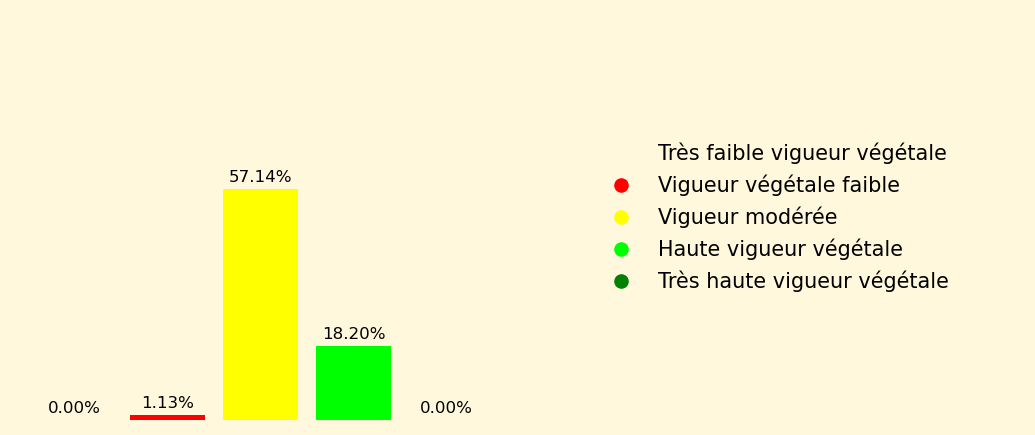 57.14%
18.20%
1.13%
0.00%
0.00%
Très faible vigueur végétale
Vigueur végétale faible
Vigueur modérée
Haute vigueur végétale
Très haute vigueur végétale